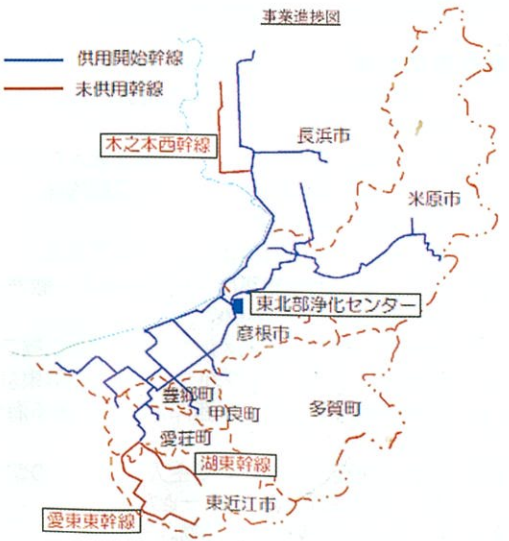 事業進捗図
供用開始幹線
未供用幹線
木之本西幹線
長浜市
米原市
東北部浄化センター
彦根市
豊郷町
甲良町
多賀町
愛荘町
湖東幹線
東近江市
愛東東幹線